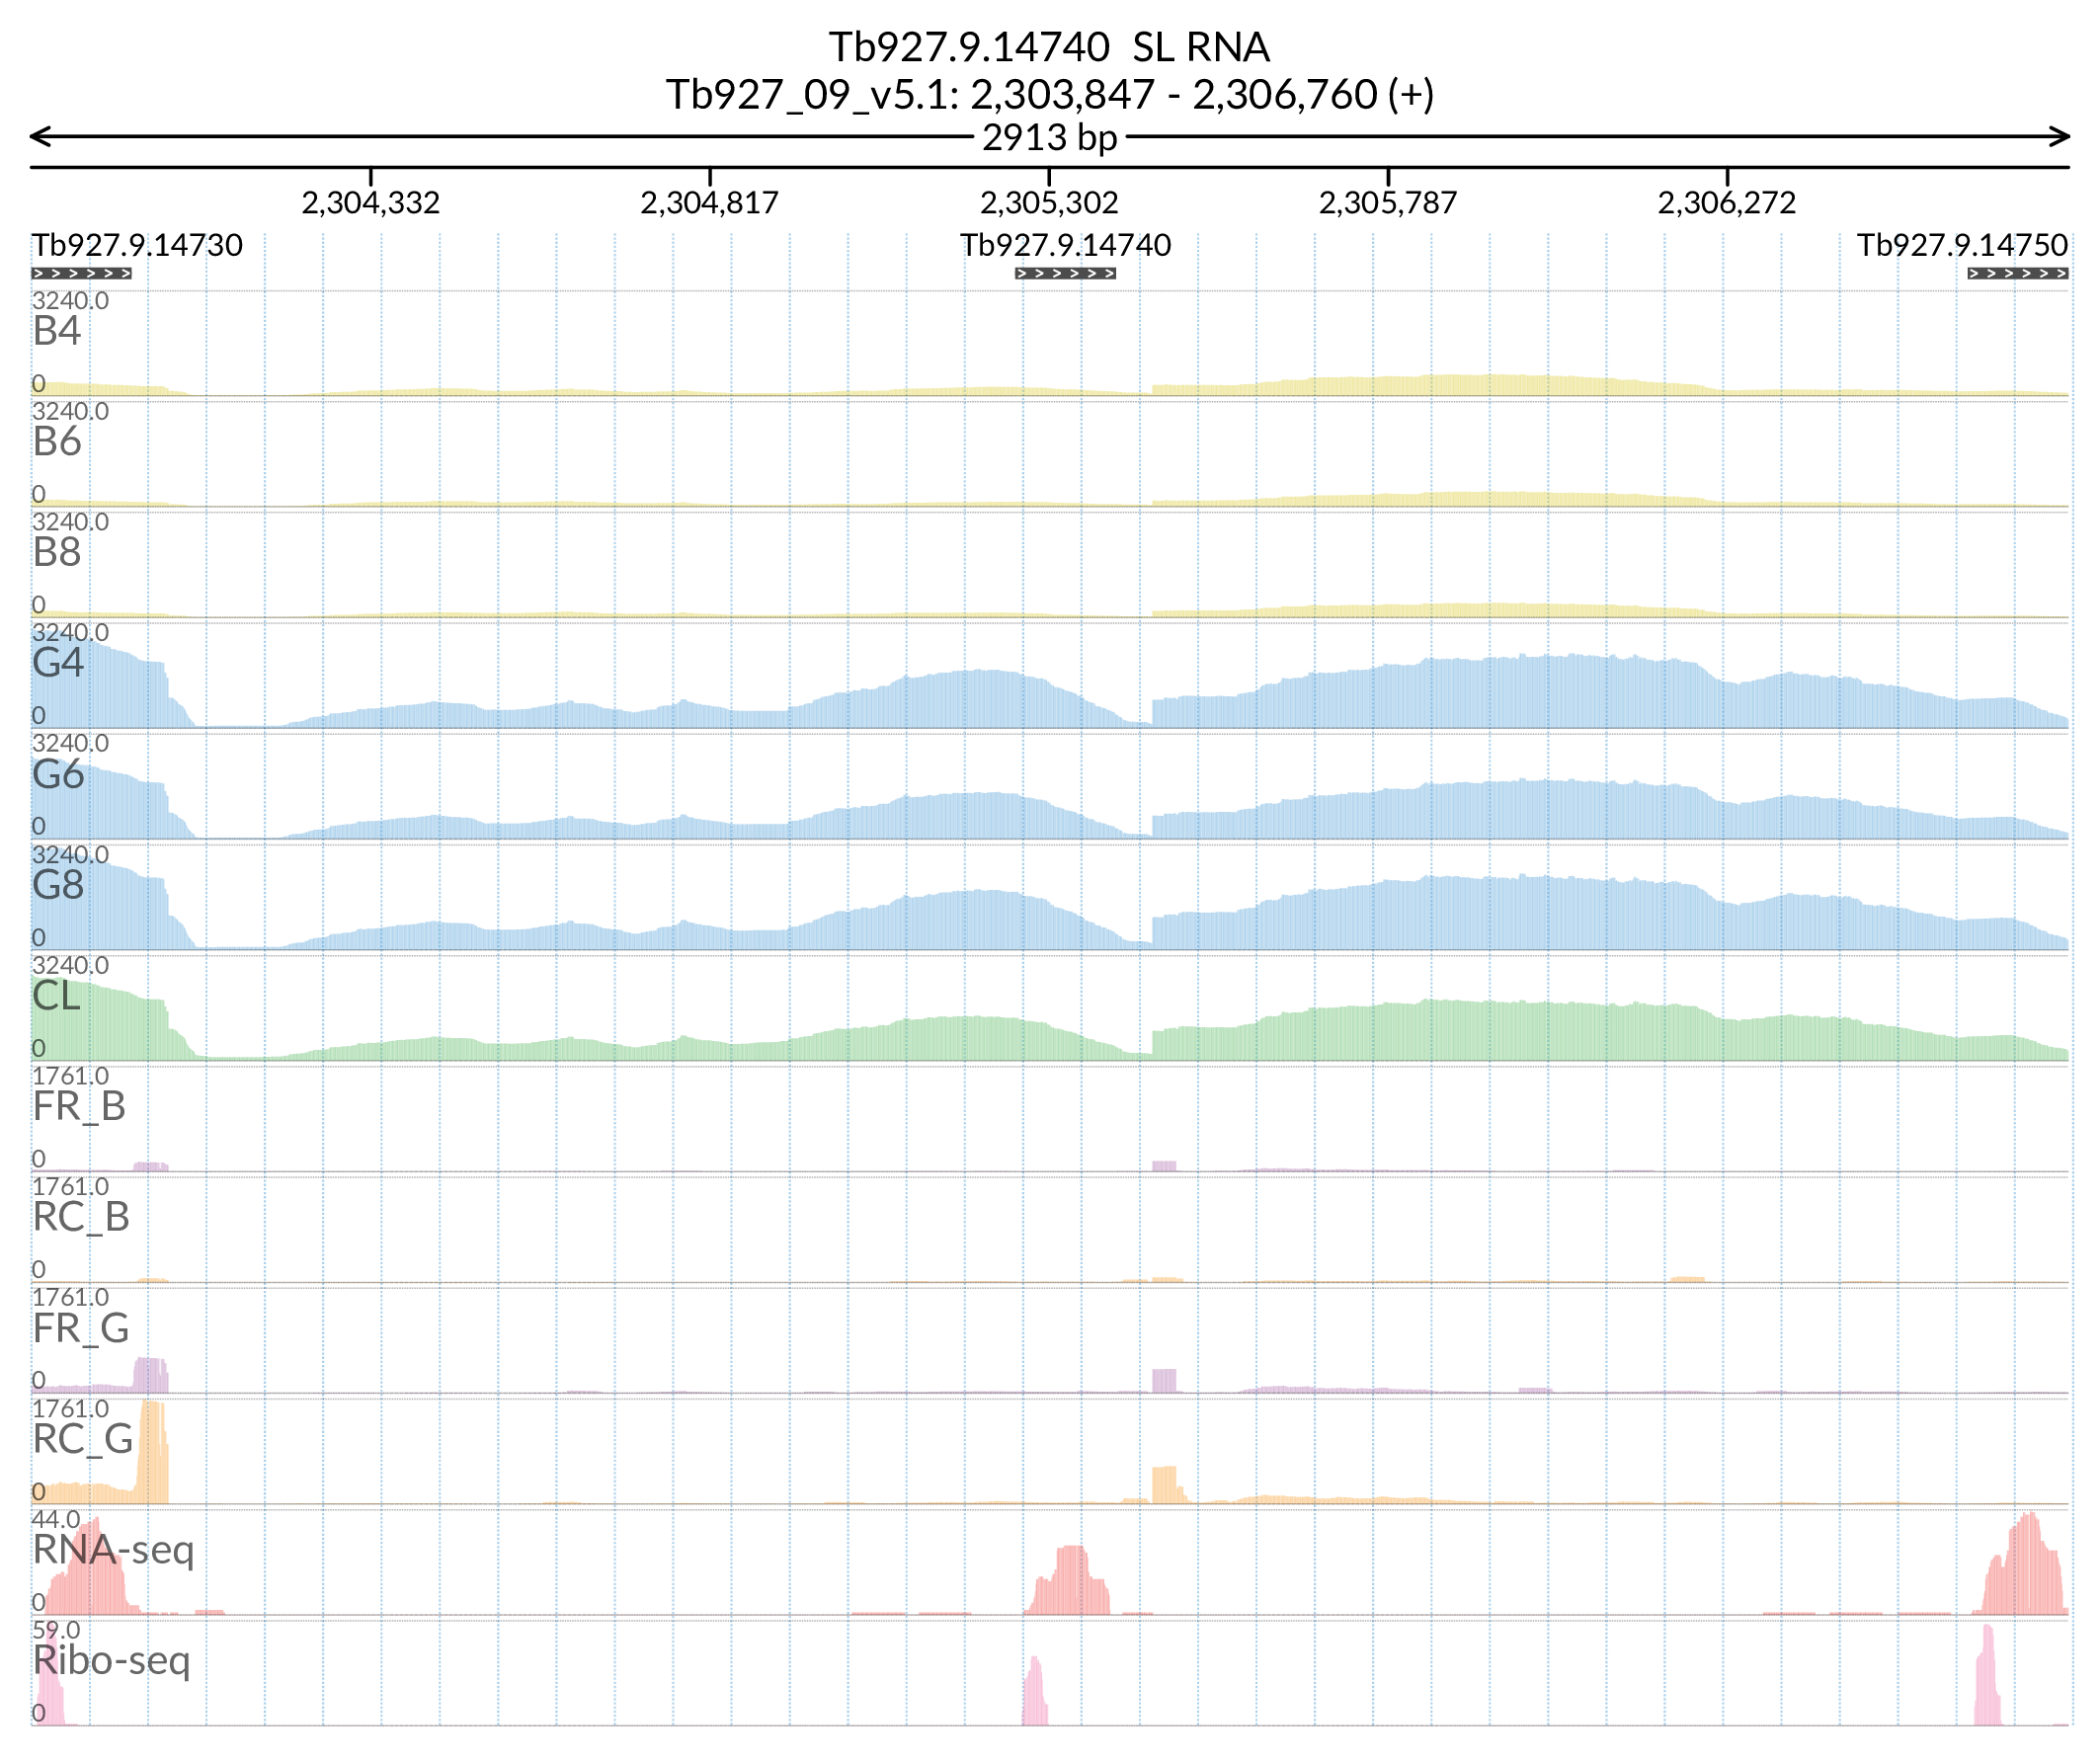 Tb927.9.14740 SL RNA
Tb927_09_v5.1: 2,303,847 - 2,306,760 (+)
2913 bp
2,304,332 2,304,817 2,305,302 2,305,787 2,306,272
Tb927.9.14730 Tb927.9.14740 Tb927.9.14750
3240.0
B4
0
3240.0
B6
0
3240.0
B8
0
3240.0
G4
0
3240.0
G6
0
3240.0
G8
0
3240.0
CL
0
1761.0
FR_B
0
1761.0
RC_B
0
1761.0
FR_G
0
1761.0
RC_G
0
44.0
RNA-seq
0
59.0
Ribo-seq
0